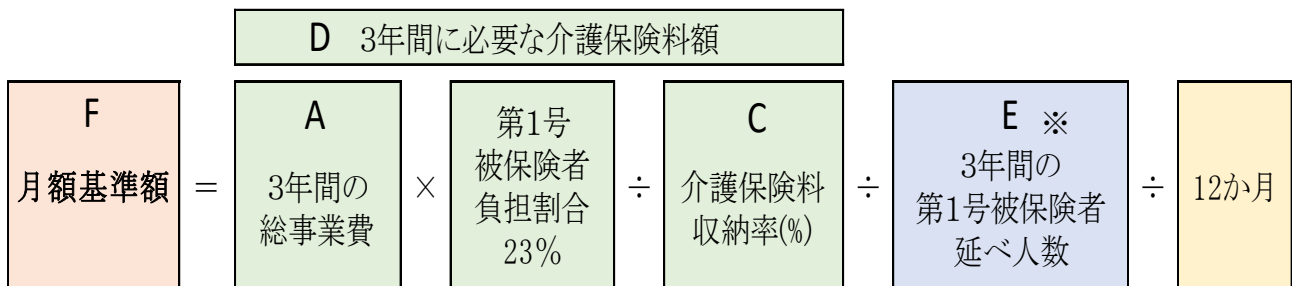 D 3年間に必要な介護保険料額
F
月額基準額
=
A
3年間の
総事業費
×
第1号
被保険者
負担割合
23%
÷
C
介護保険料
収納率(%)
÷
E ※
3年間の
第1号被保険者
延べ人数
÷
12か月